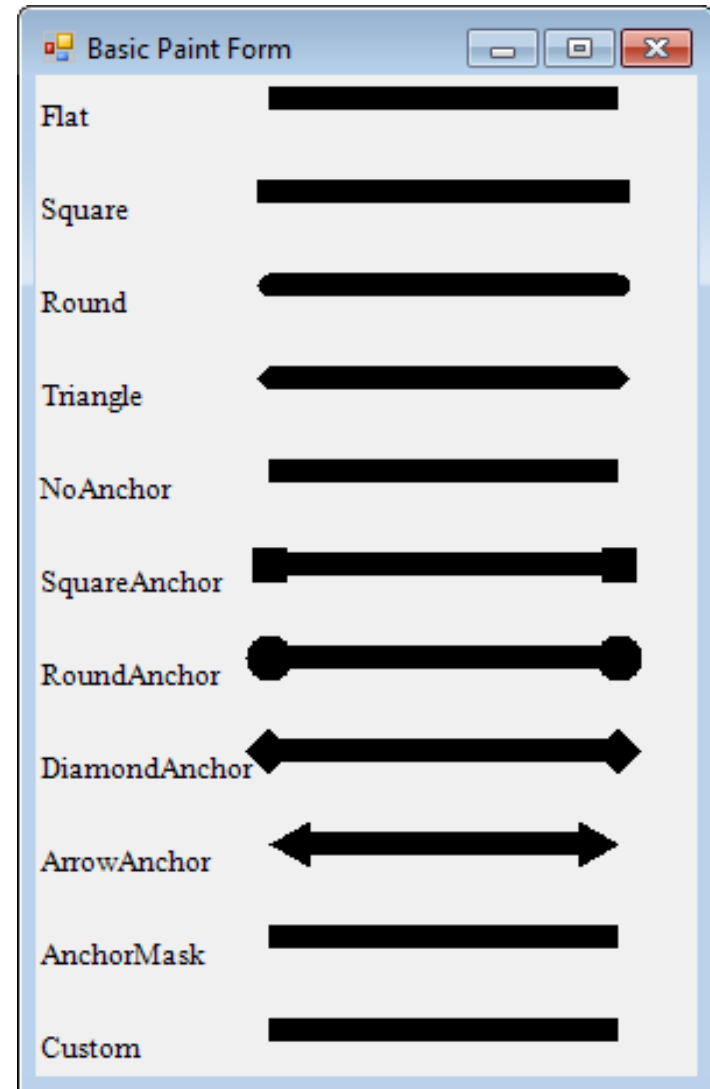 Basic Paint Form
Flat
Square
Round
Triangle
NoAnchor
SquareAnchor
RoundAnchor
DiamondAnchor
ArrowAnchor
AnchorMask
Custom